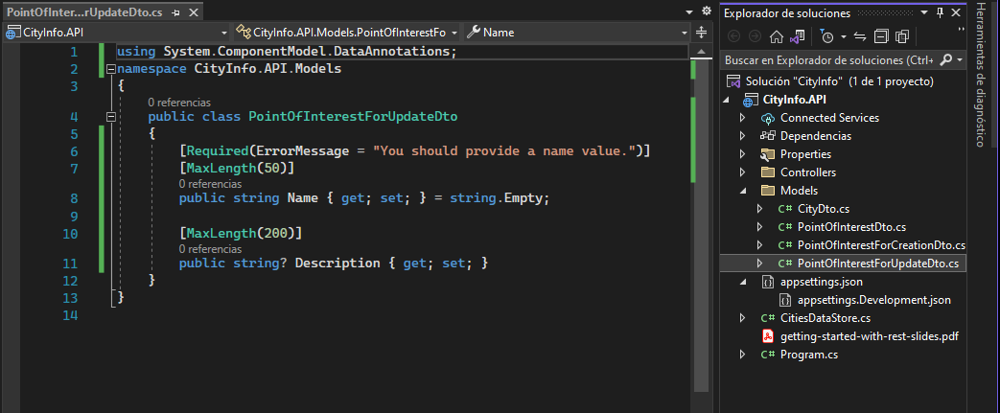 PointOfInter...rUpdateDto.cs
CityInfo.API
CityInfo.API.Models.PointOfInterestFo
Name
1 using System.ComponentModel.DataAnnotations;
2 namespace CityInfo.API.Models
3 {
0 referencias
4 public class PointOfInterestForUpdateDto
5 {
6 [Required(ErrorMessage = "You should provide a name value.")]
7 [MaxLength(50)]
0 referencias
8 public string Name { get; set; } = string.Empty;
9
10 [MaxLength(200)]
0 referencias
11 public string? Description { get; set; }
12 }
13 }
14
Explorador de soluciones
Buscar en Explorador de soluciones (Ctrl+
Solución "CityInfo" (1 de 1 proyecto)
CityInfo.API
Connected Services
Dependencias
Properties
Controllers
Models
C# CityDto.cs
C# PointOfInterestDto.cs
C# PointOfInterestForCreationDto.cs
C# PointOfInterestForUpdateDto.cs
appsettings.json
appsettings.Development.json
C# CitiesDataStore.cs
getting-started-with-rest-slides.pdf
C# Program.cs
Herramientas de diagnóstico